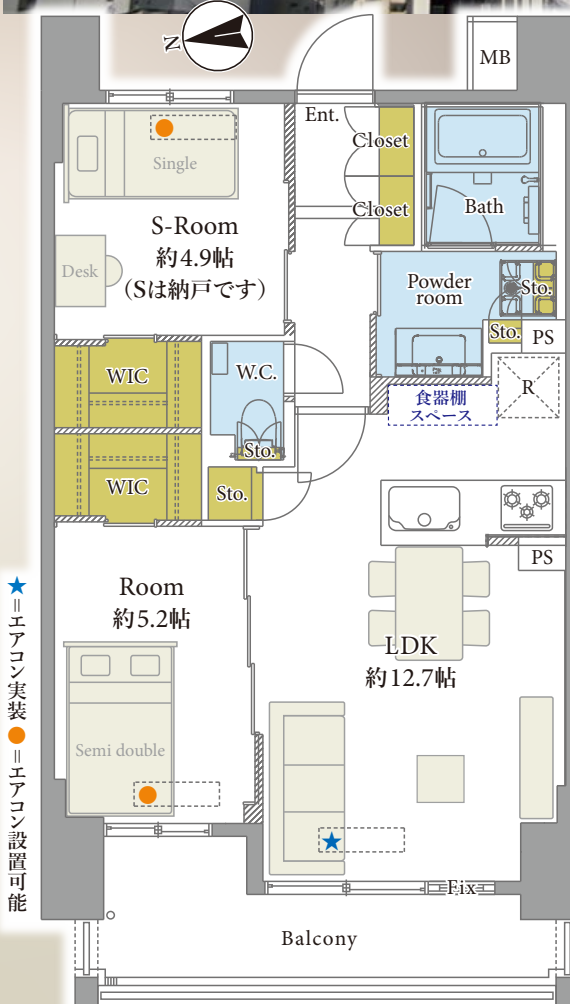 N
MB
Ent.
Closet
Closet
Bath
Single
S-Room
約4.9帖
(Sは納戸です)
Desk
Powder
room
Sto.
Sto.
PS
WIC
W.C.
R
食器棚
スペース
Sto.
WIC
Sto.
PS
Room
約5.2帖
LDK
約12.7帖
Semi double
Fix
Balcony
★=エアコン実装 ●=エアコン設置可能